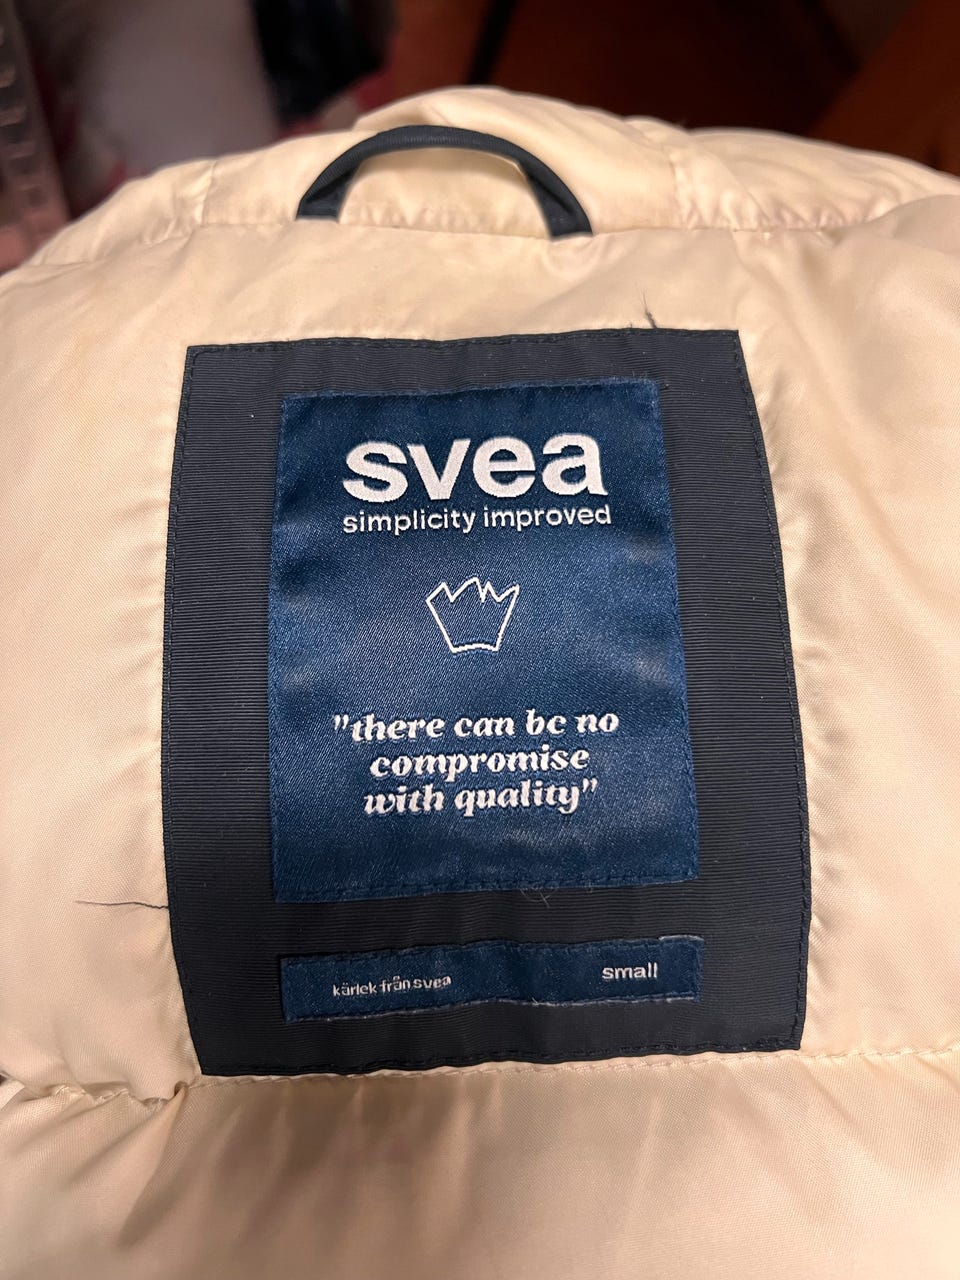 svea
simplicity improved
"there can be no
compromise
with quality"
kärlek från svea
small